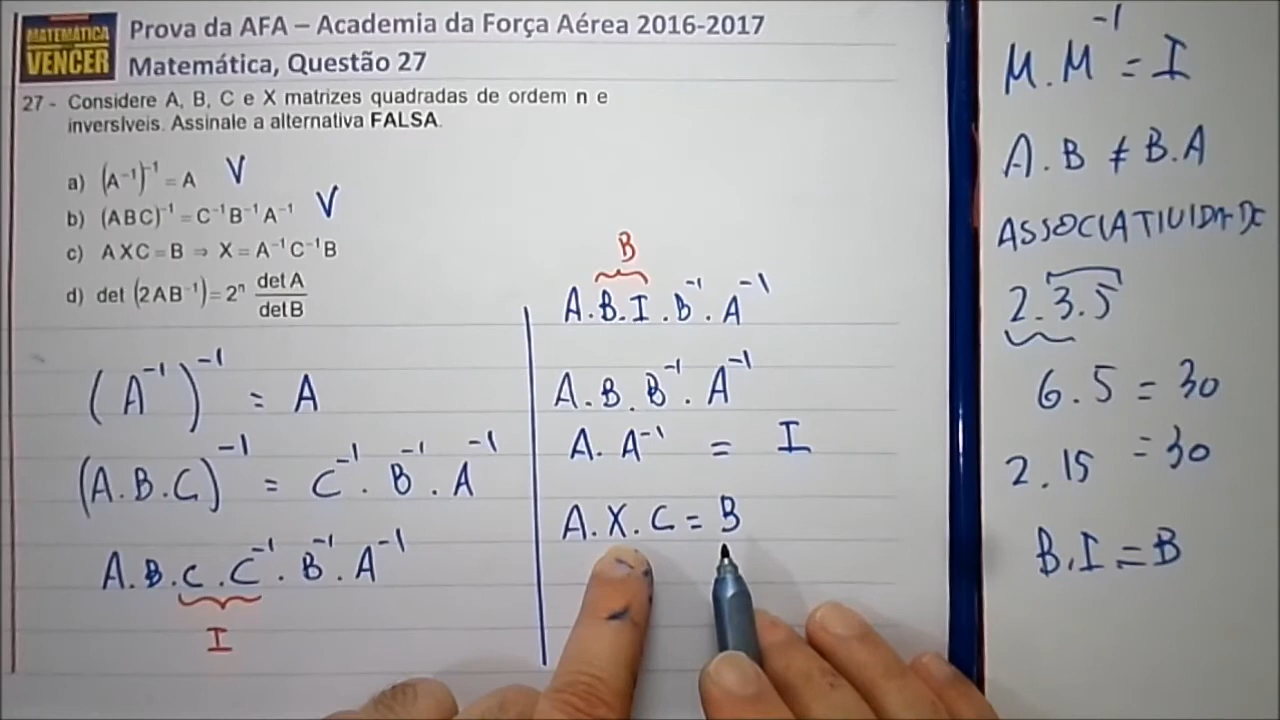 MATEMÁTICA
VENCER
Prova da AFA – Academia da Força Aérea 2016-2017
Matemática, Questão 27
27 - Considere A, B, C e X matrizes quadradas de ordem n e
inversíveis. Assinale a alternativa FALSA.
a) (A⁻¹)⁻¹ = A V
b) (ABC)⁻¹ = C⁻¹B⁻¹A⁻¹ V
c) AXC = B ⇒ X = A⁻¹C⁻¹B
d) det (2AB⁻¹) = 2ⁿ detA / detB
(A⁻¹)⁻¹ = A
(A.B.C)⁻¹ = C⁻¹.B⁻¹.A⁻¹
A.B.C.C⁻¹.B⁻¹.A⁻¹
I
B
A.B.I.B⁻¹.A⁻¹
A.B.B⁻¹.A⁻¹
A.A⁻¹ = I
A.X.C = B
M.M⁻¹ = I
A.B ≠ B.A
ASSOCIATIVIDADE
2.3.5
6.5 = 30
2.15 = 30
B.I = B